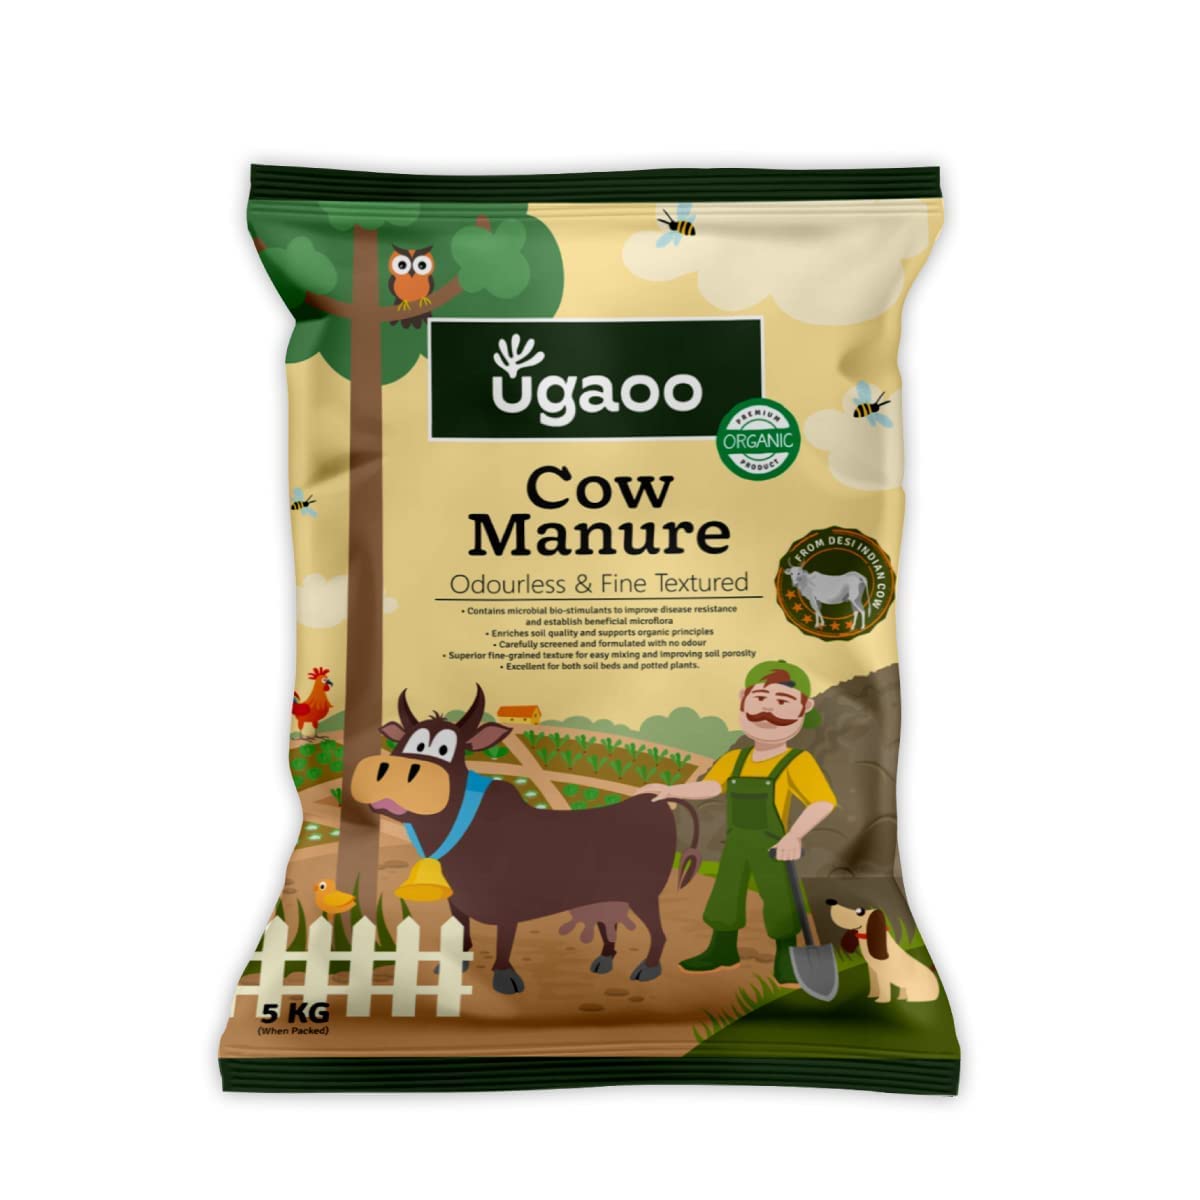 ugaoo
PREMIUM
ORGANIC
PRODUCT
Cow
Manure
Odourless & Fine Textured
• Contains microbial bio-stimulants to improve disease resistance
and establish beneficial microflora
• Enriches soil quality and supports organic principles
• Carefully screened and formulated with no odour
• Superior fine-grained texture for easy mixing and improving soil porosity
• Excellent for both soil beds and potted plants.
FROM DESI INDIAN COW
5 KG
(When Packed)